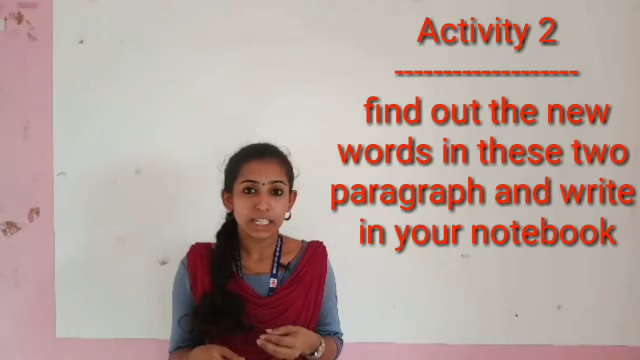 Activity 2
-------------------
find out the new
words in these two
paragraph and write
in your notebook